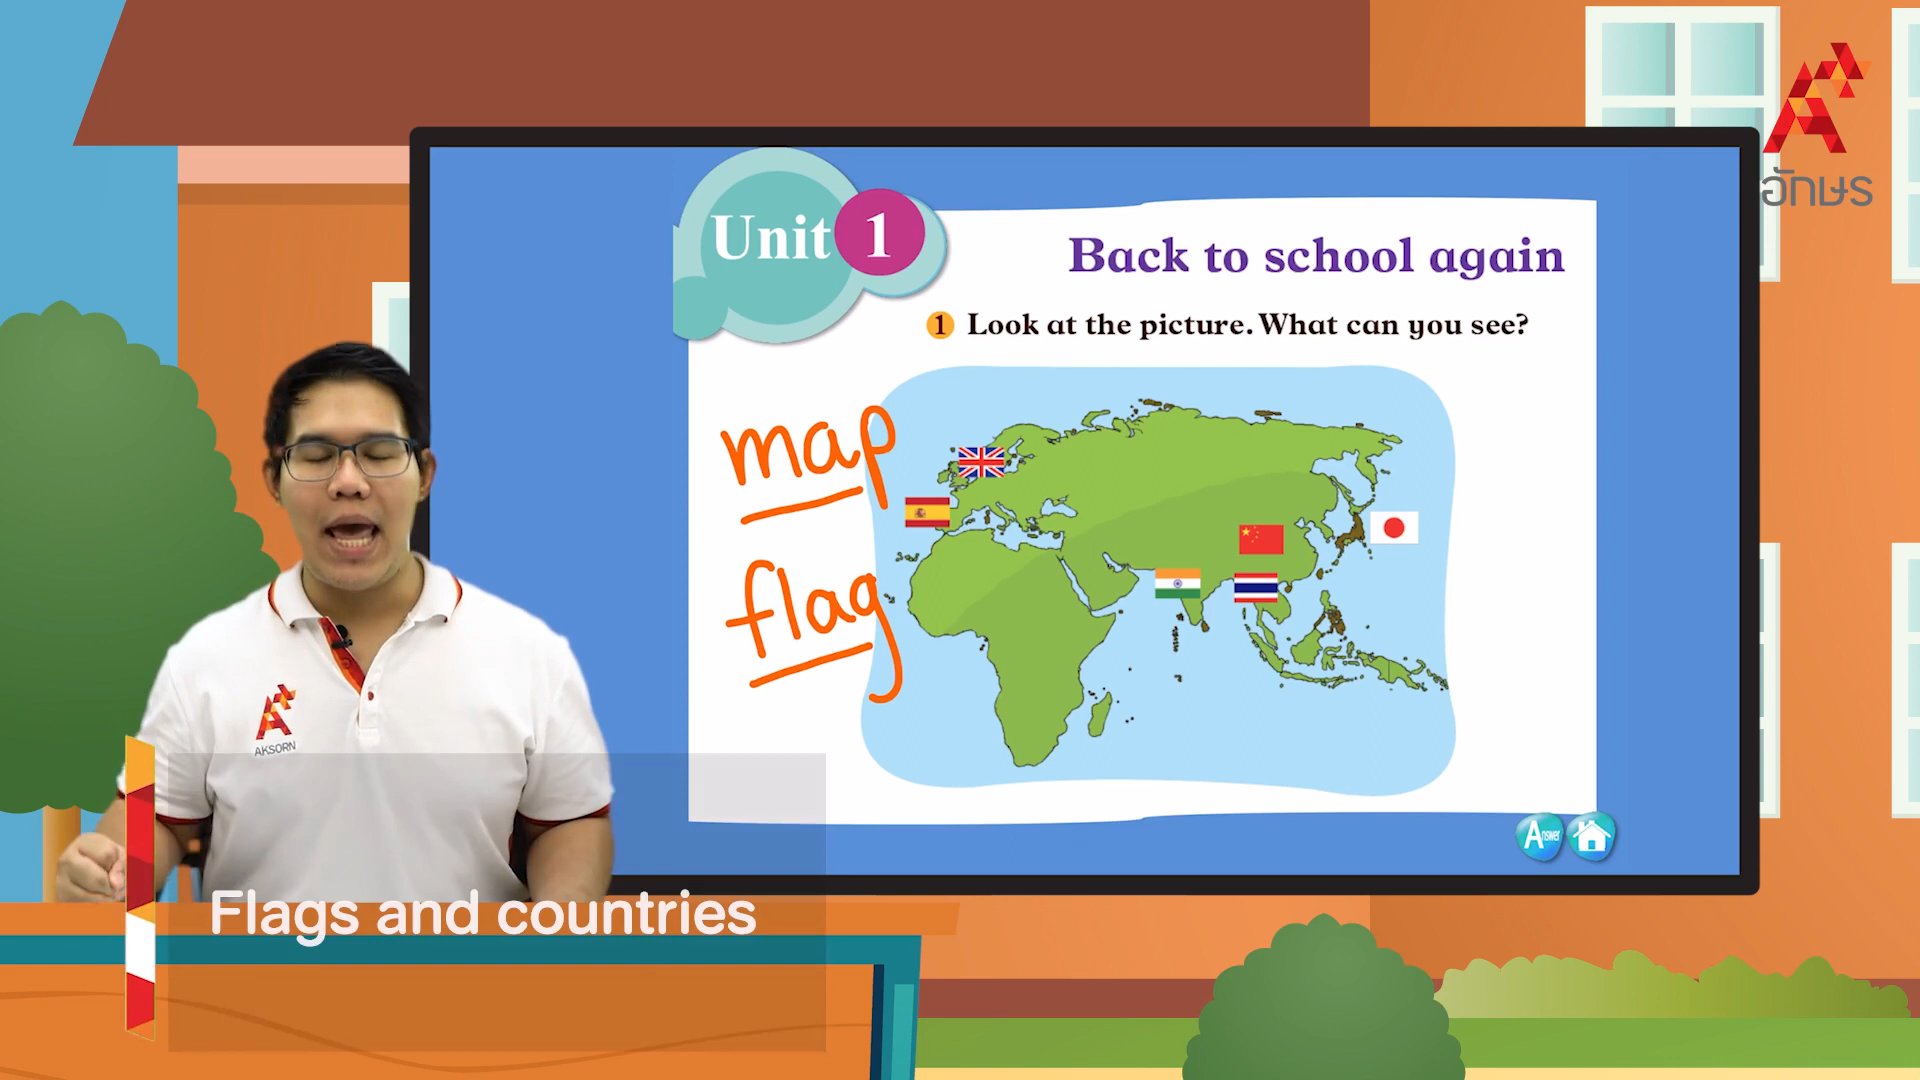 อักษร
Unit 1
Back to school again
1 Look at the picture. What can you see?
map
flag
AKSORN
Answer
Flags and countries